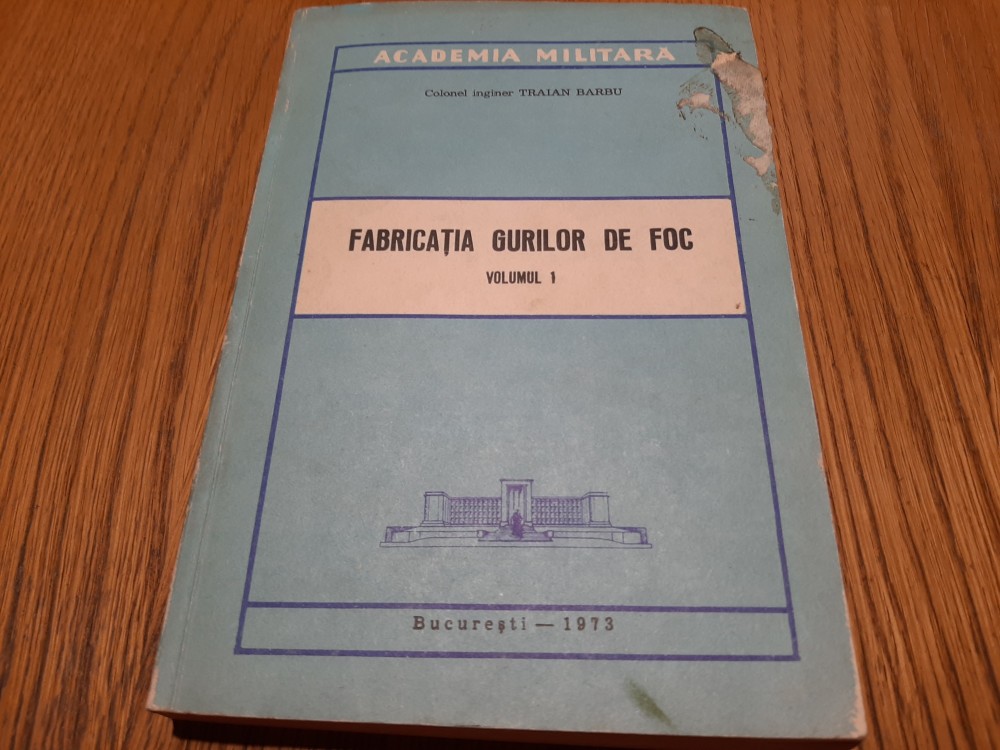 ACADEMIA MILITARĂ
Colonel inginer TRAIAN BARBU
FABRICAȚIA GURILOR DE FOC
VOLUMUL 1
București — 1973